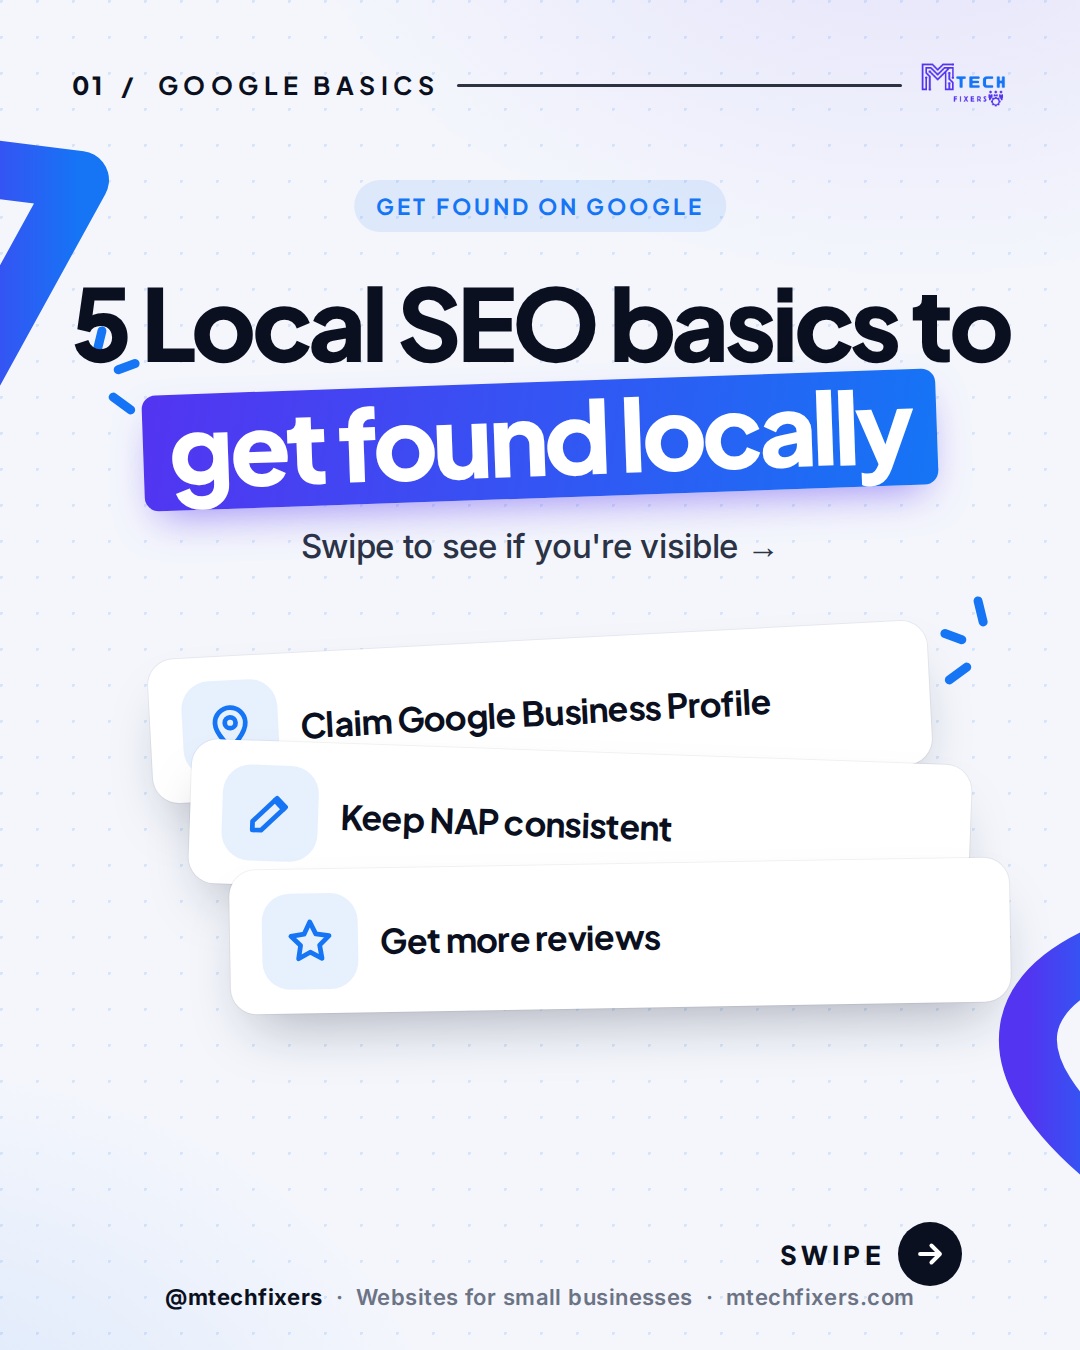 01 / GOOGLE BASICS
MTECH
FIXERS
GET FOUND ON GOOGLE
5 Local SEO basics to
get found locally
Swipe to see if you're visible →
Claim Google Business Profile
Keep NAP consistent
Get more reviews
SWIPE
@mtechfixers · Websites for small businesses · mtechfixers.com